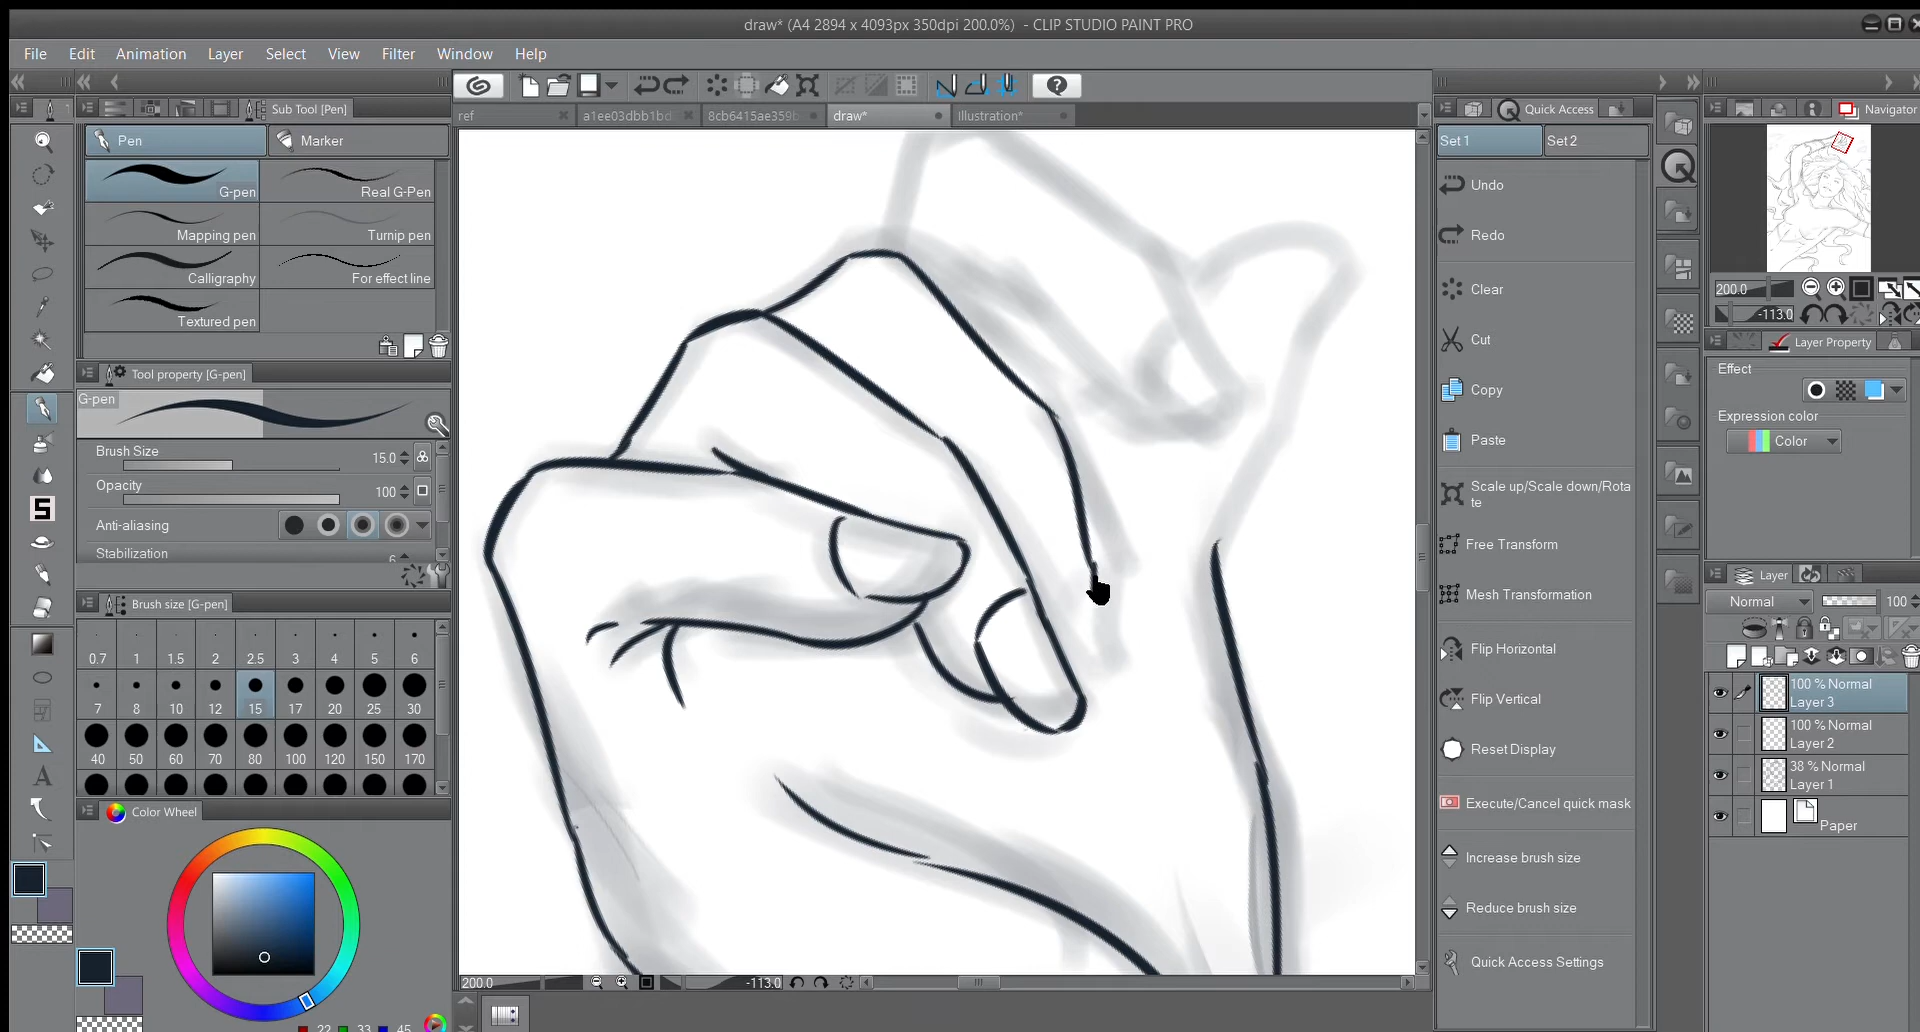 draw* (A4 2894 x 4093px 350dpi 200.0%) - CLIP STUDIO PAINT PRO
File Edit Animation Layer Select View Filter Window Help
Sub Tool [Pen]
Pen Marker
G-pen Real G-Pen
Mapping pen Turnip pen
Calligraphy For effect line
Textured pen
Tool property [G-pen]
G-pen
Brush Size 15.0
Opacity 100
Anti-aliasing
Stabilization 6
Brush size [G-pen]
0.7 1 1.5 2 2.5 3 4 5 6
7 8 10 12 15 17 20 25 30
40 50 60 70 80 100 120 150 170
Color Wheel
22 33 45
ref a1ee03dbb1bd 8cb6415ae359b draw* Illustration*
200.0 -113.0
Quick Access
Set 1 Set 2
Undo
Redo
Clear
Cut
Copy
Paste
Scale up/Scale down/Rota
te
Free Transform
Mesh Transformation
Flip Horizontal
Flip Vertical
Reset Display
Execute/Cancel quick mask
Increase brush size
Reduce brush size
Quick Access Settings
Navigator
200.0
-113.0
Layer Property
Effect
Expression color
Color
Layer
Normal 100
100 % Normal
Layer 3
100 % Normal
Layer 2
38 % Normal
Layer 1
Paper